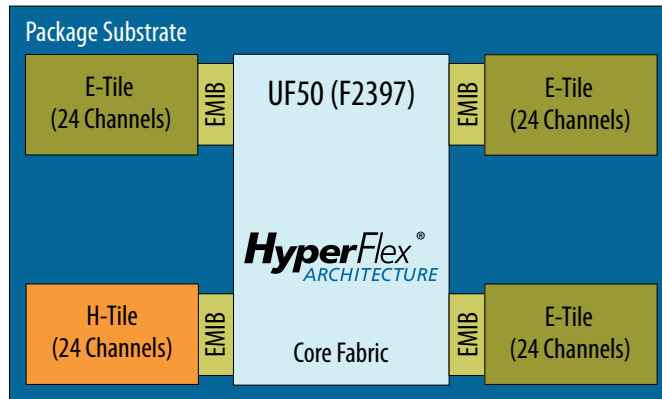 Package Substrate
E-Tile
(24 Channels)
EMIB
UF50 (F2397)
EMIB
E-Tile
(24 Channels)
HyperFlex®
ARCHITECTURE
H-Tile
(24 Channels)
EMIB
Core Fabric
EMIB
E-Tile
(24 Channels)